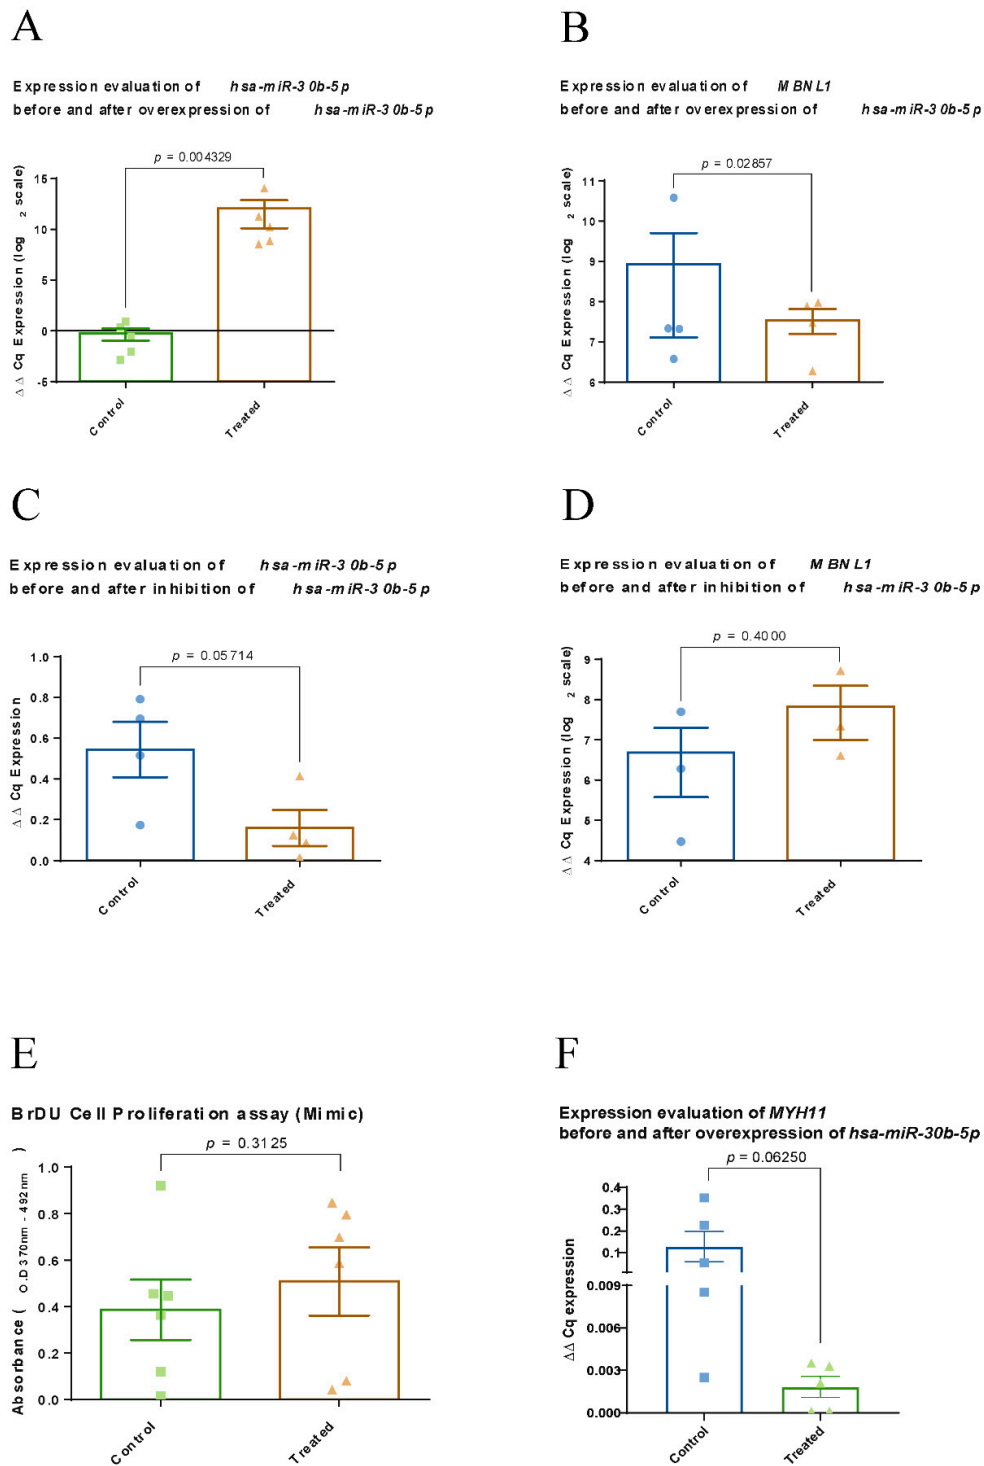 A
Expression evaluation of hsa-miR-30b-5p
before and after overexpression of hsa-miR-30b-5p
p = 0.004329
ΔΔ Cq Expression (log 2 scale)
15
10
5
0
-5
Control
Treated
B
Expression evaluation of MBNL1
before and after overexpression of hsa-miR-30b-5p
p = 0.02857
ΔΔ Cq Expression (log 2 scale)
11
10
9
8
7
6
Control
Treated
C
Expression evaluation of hsa-miR-30b-5p
before and after inhibition of hsa-miR-30b-5p
p = 0.05714
ΔΔ Cq Expression
1.0
0.8
0.6
0.4
0.2
0.0
Control
Treated
D
Expression evaluation of MBNL1
before and after inhibition of hsa-miR-30b-5p
p = 0.4000
ΔΔ Cq Expression (log 2 scale)
9
8
7
6
5
4
Control
Treated
E
BrDU Cell Proliferation assay (Mimic)
p = 0.3125
Absorbance ( O.D 370nm - 492nm )
1.0
0.8
0.6
0.4
0.2
0.0
Control
Treated
F
Expression evaluation of MYH11
before and after overexpression of hsa-miR-30b-5p
p = 0.06250
ΔΔ Cq expression
0.4
0.3
0.2
0.1
0.009
0.006
0.003
0.000
Control
Treated